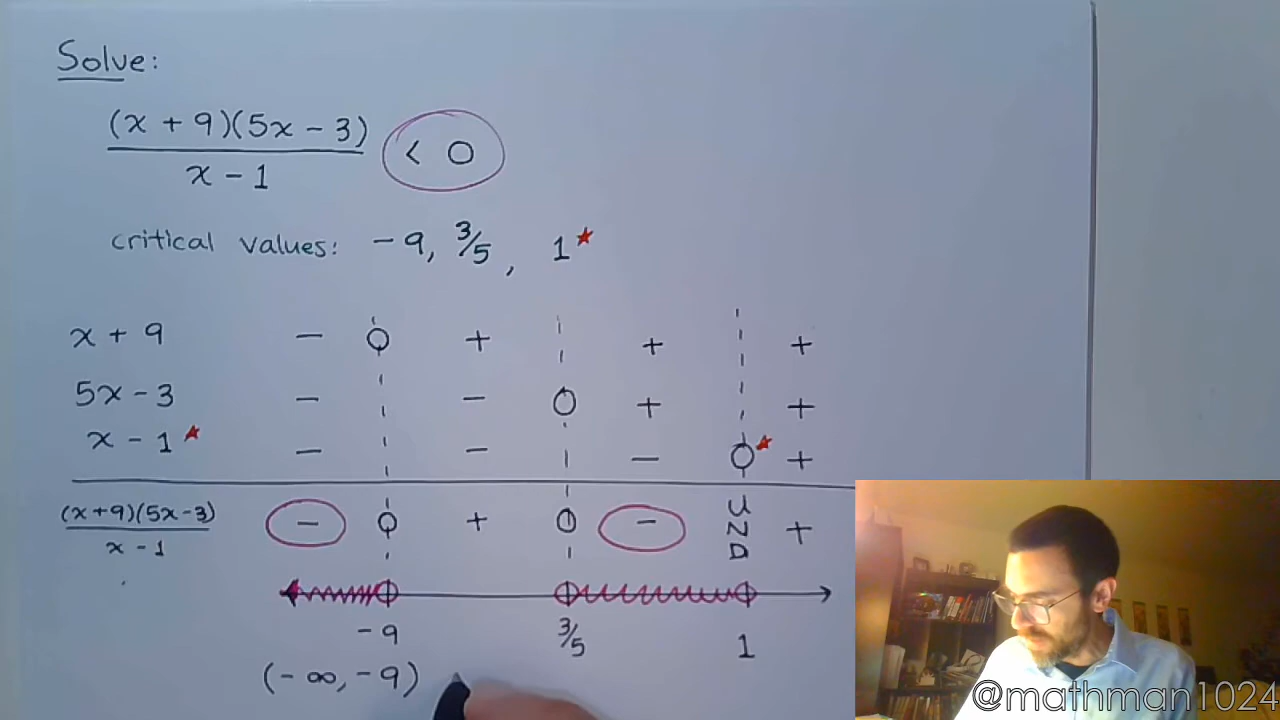 Solve:
(x + 9)(5x - 3)
x - 1
< 0
critical values: -9, 3/5, 1*
x + 9 - 0 + + +
5x - 3 - - 0 + +
x - 1* - - - 0* +
(x+9)(5x-3)
x - 1
- 0 + 0 - UND +
-9 3/5 1
(-∞, -9)
@mathman1024